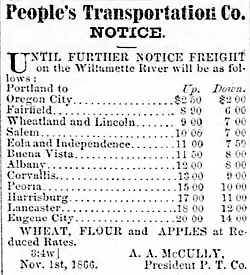 People's Transportation Co.
NOTICE.
UNTIL FURTHER NOTICE FREIGHT
on the Willamette River will be as fol-
lows:
Portland to Up. Down.
Oregon City......$2 50 $2 00
Fairfield......8 90 6 00
Wheatland and Lincoln......9 00 7 00
Salem......10 00 7 00
Eola and Independence......11 00 7 50
Buena Vista......11 50 8 00
Albany......12 00 8 00
Corvallis......13 00 9 00
Peoria......15 00 10 00
Harrisburg......17 00 11 00
Lancaster......18 00 12 00
Eugene City......20 00 14 00
WHEAT, FLOUR and APPLES at Re-
duced Rates.
3:4w] A. A. McCULLY,
Nov. 1st, 1866. President P. T. Co.